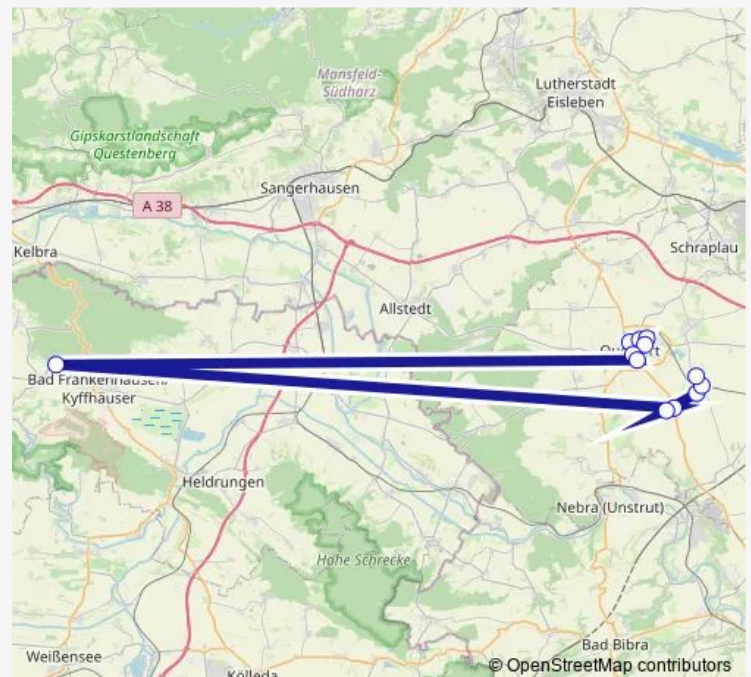 Mansfeld-
Südharz
Lutherstadt
Eisleben
Gipskarstlandschaft
Questenberg
Sangerhausen
A 38
Kelbra
Schraplau
Allstedt
Bad Frankenhausen/
Kyffhäuser
Heldrungen
Nebra (Unstrut)
Hohe Schrecke
Bad Bibra
Weißensee
Kölleda
© OpenStreetMap contributors